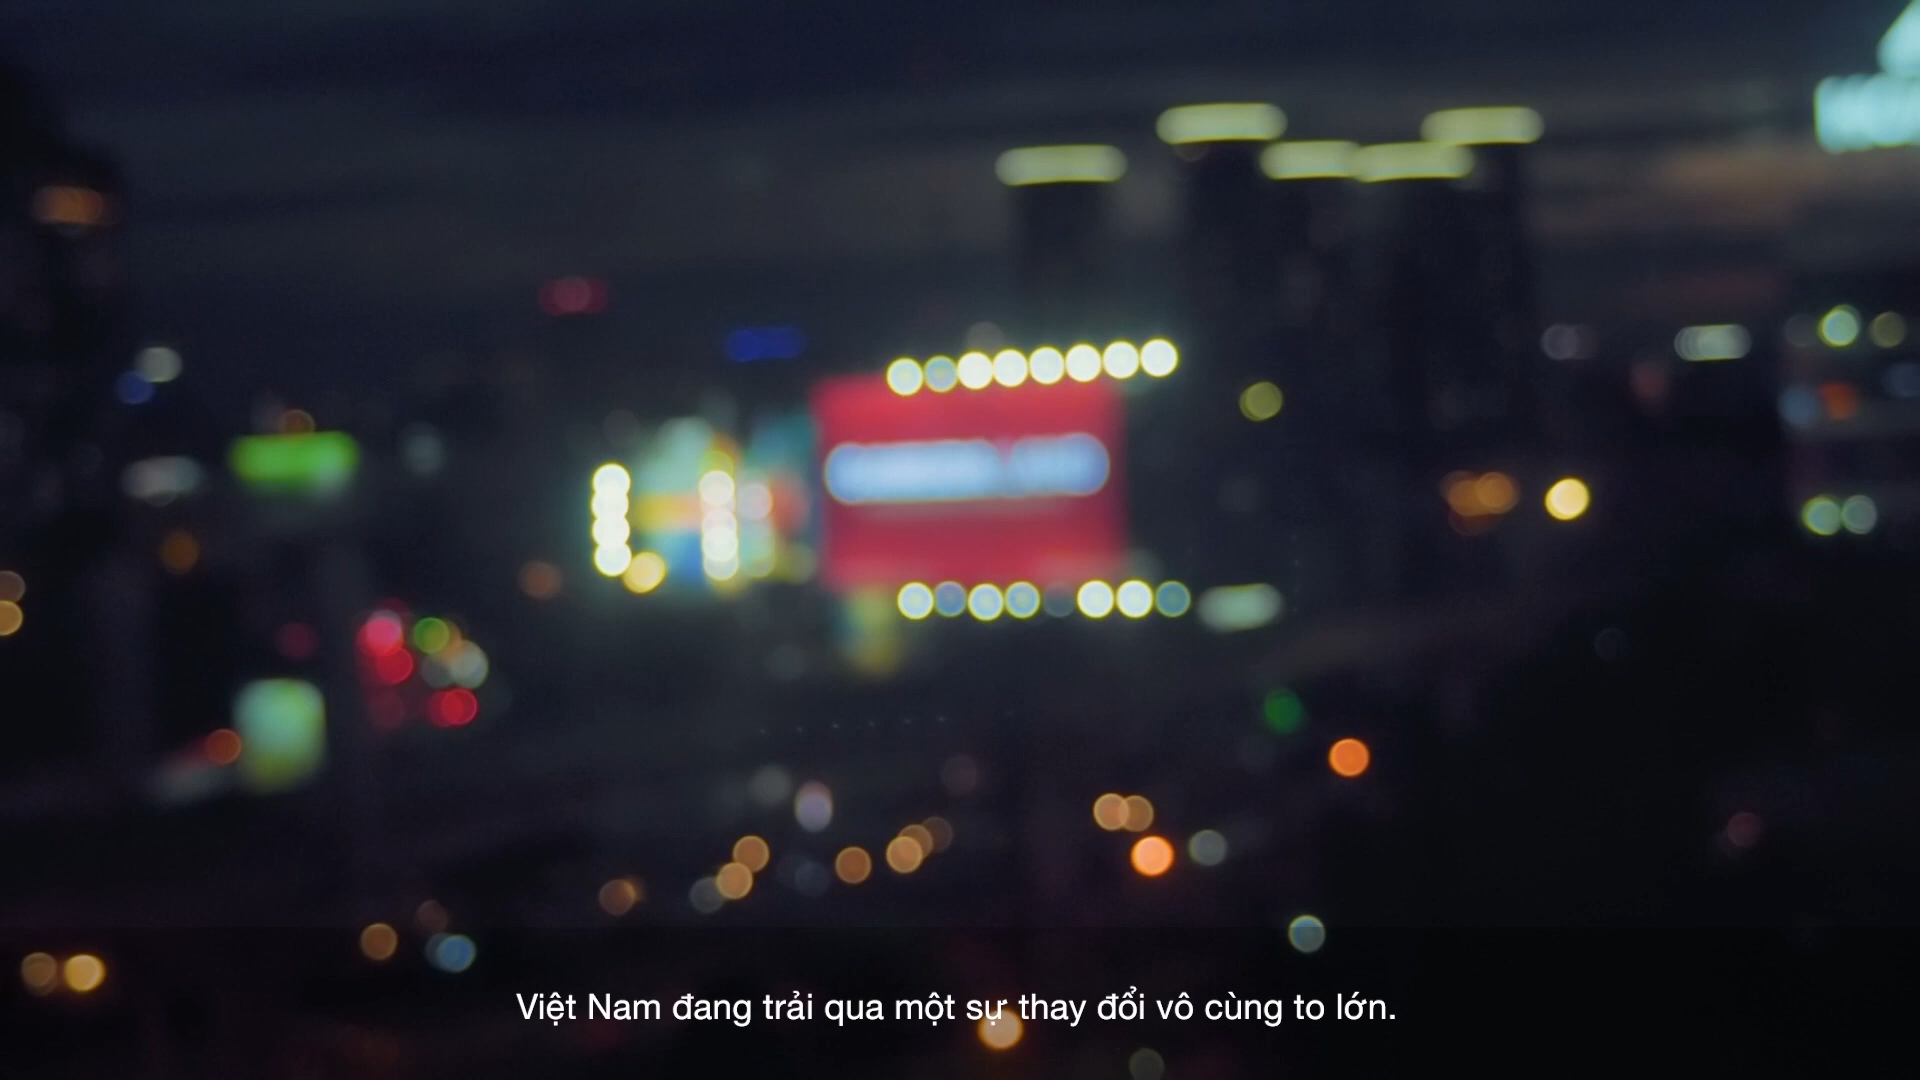 Việt Nam đang trải qua một sự thay đổi vô cùng to lớn.